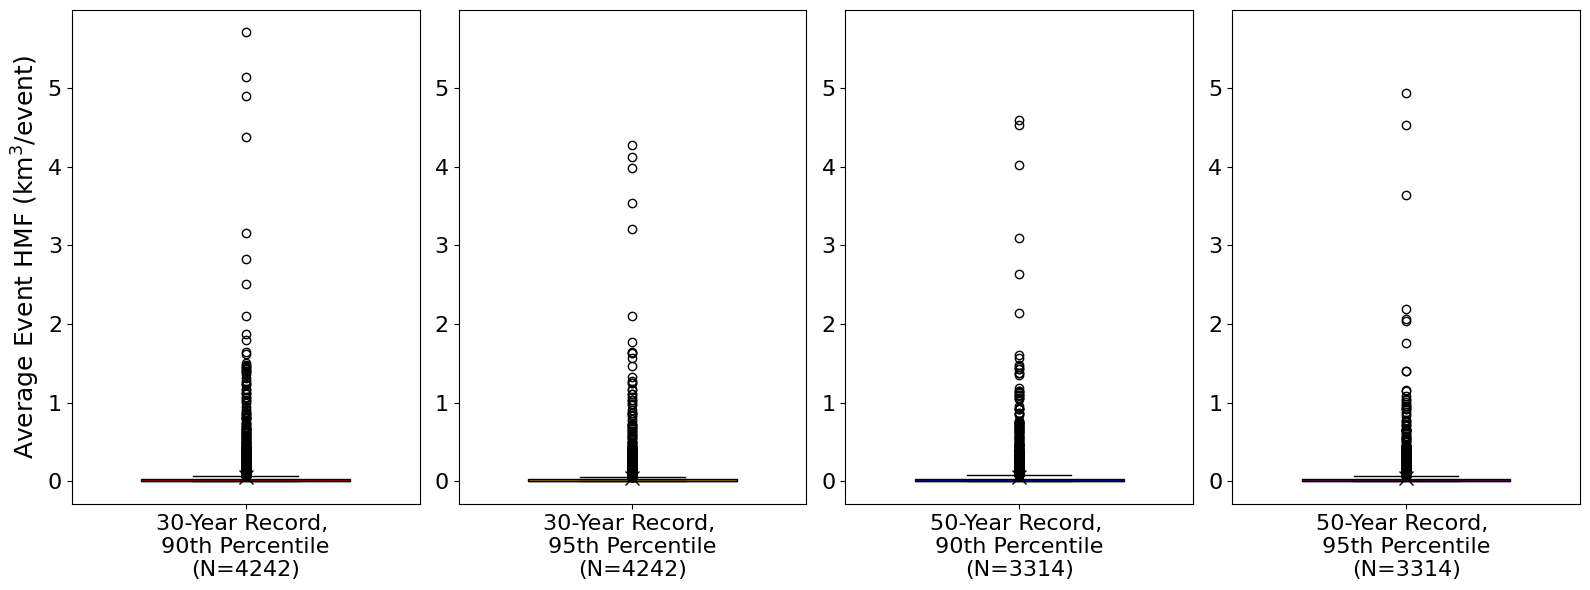 Average Event HMF (km³/event)
5
4
3
2
1
0
30-Year Record,
90th Percentile
(N=4242)
5
4
3
2
1
0
30-Year Record,
95th Percentile
(N=4242)
5
4
3
2
1
0
50-Year Record,
90th Percentile
(N=3314)
5
4
3
2
1
0
50-Year Record,
95th Percentile
(N=3314)